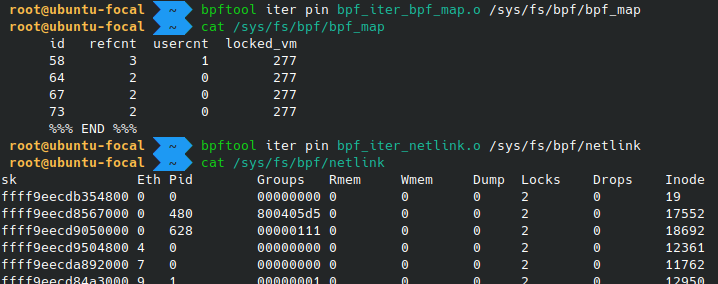 root@ubuntu-focal ~ bpftool iter pin bpf_iter_bpf_map.o /sys/fs/bpf/bpf_map
root@ubuntu-focal ~ cat /sys/fs/bpf/bpf_map
id refcnt usercnt locked_vm
58 3 1 277
64 2 0 277
67 2 0 277
73 2 0 277
%%% END %%%
root@ubuntu-focal ~ bpftool iter pin bpf_iter_netlink.o /sys/fs/bpf/netlink
root@ubuntu-focal ~ cat /sys/fs/bpf/netlink
sk Eth Pid Groups Rmem Wmem Dump Locks Drops Inode
ffff9eecdb354800 0 0 00000000 0 0 0 2 0 19
ffff9eecd8567000 0 480 800405d5 0 0 0 2 0 17552
ffff9eecd9050000 0 628 00000111 0 0 0 2 0 18692
ffff9eecd9504800 4 0 00000000 0 0 0 2 0 12361
ffff9eecda892000 7 0 00000000 0 0 0 2 0 11762
ffff9eecd84a3000 9 1 00000001 0 0 0 2 0 12950